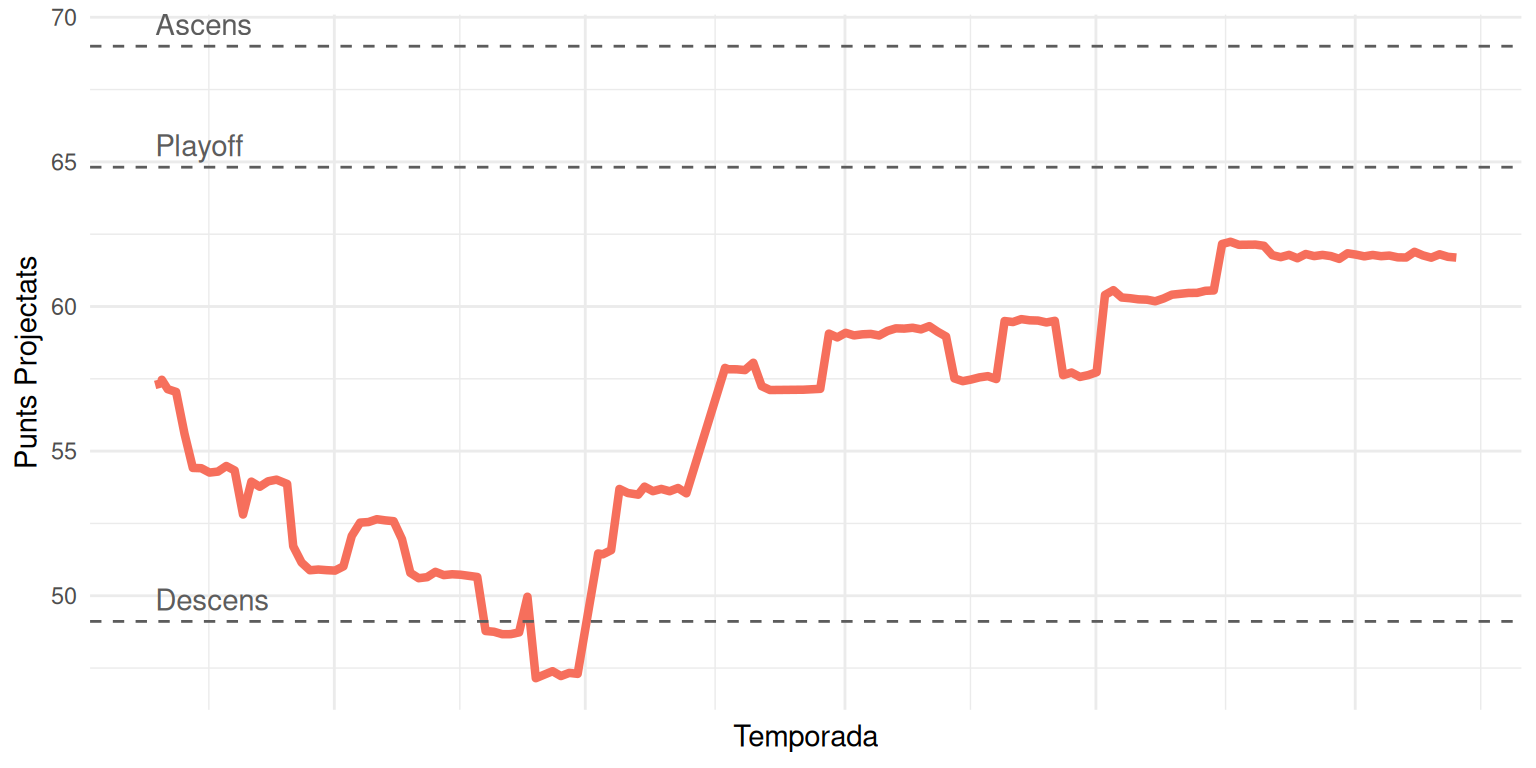 70
Ascens
Playoff
65
60
55
50
Descens
Punts Projectats
Temporada